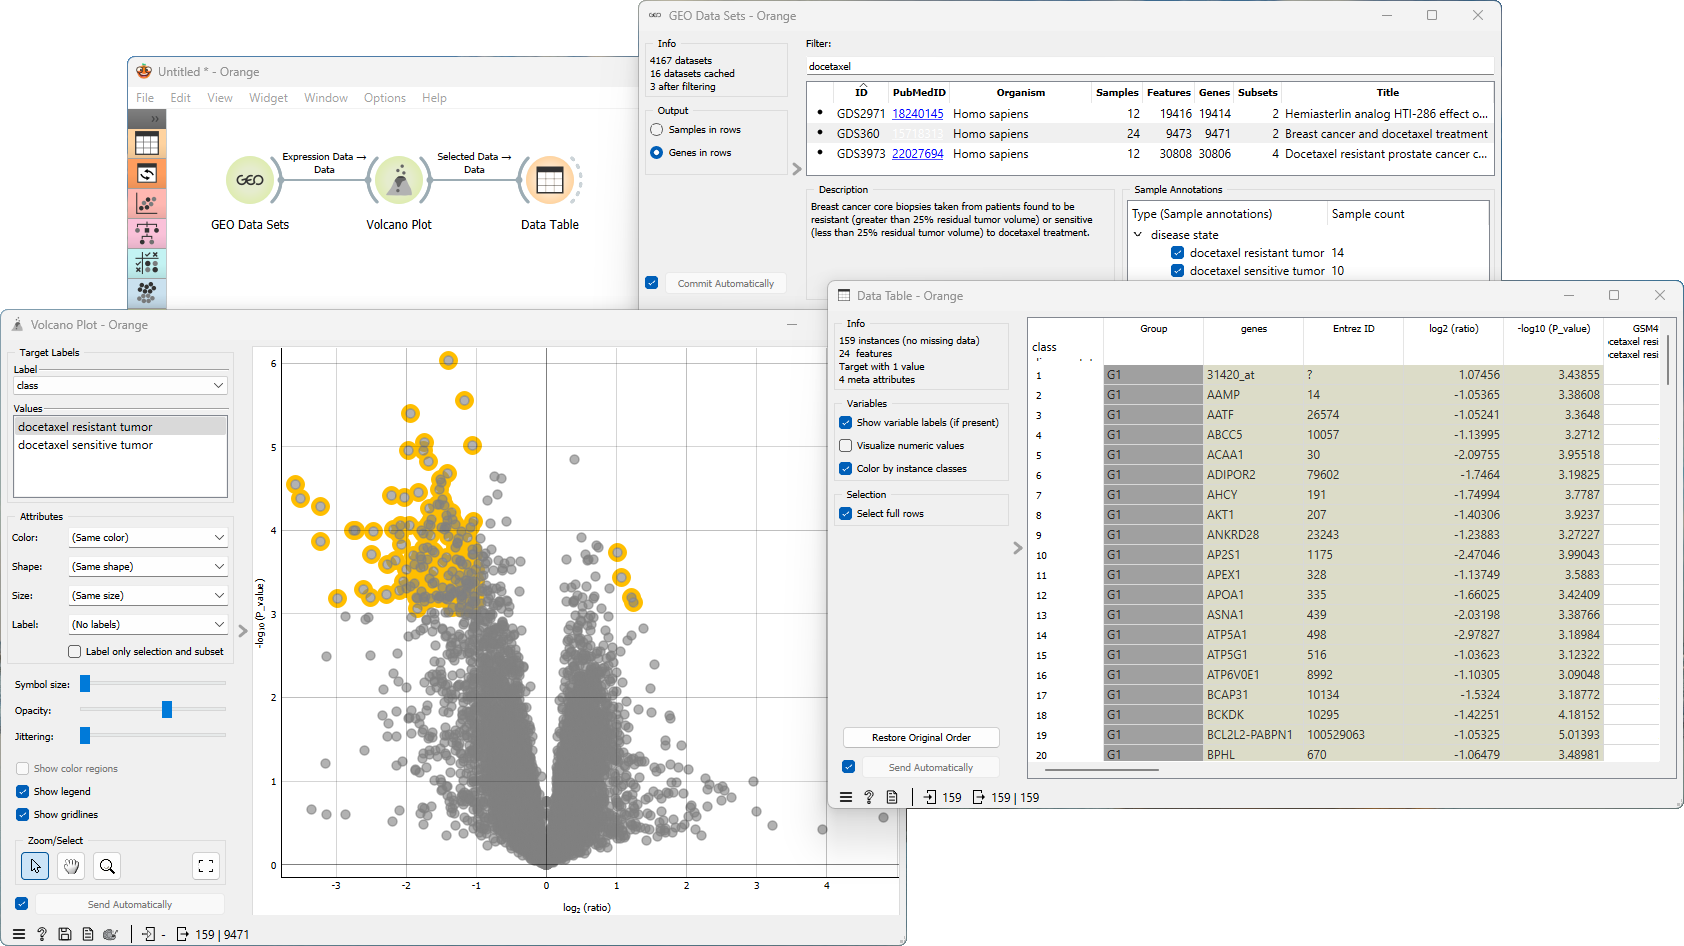 Untitled * - Orange
File Edit View Widget Window Options Help
»
Expression Data → Data
Selected Data → Data
GEO
GEO Data Sets
Volcano Plot
Data Table
GEO Data Sets - Orange
Info
4167 datasets
16 datasets cached
3 after filtering
Output
Samples in rows
Genes in rows
Commit Automatically
Filter:
docetaxel
ID PubMedID Organism Samples Features Genes Subsets Title
• GDS2971 18240145 Homo sapiens 12 19416 19414 2 Hemiasterlin analog HTI-286 effect o...
• GDS360 15718313 Homo sapiens 24 9473 9471 2 Breast cancer and docetaxel treatment
• GDS3973 22027694 Homo sapiens 12 30808 30806 4 Docetaxel resistant prostate cancer c...
Description
Breast cancer core biopsies taken from patients found to be
resistant (greater than 25% residual tumor volume) or sensitive
(less than 25% residual tumor volume) to docetaxel treatment.
Sample Annotations
Type (Sample annotations) Sample count
disease state
docetaxel resistant tumor 14
docetaxel sensitive tumor 10
Volcano Plot - Orange
Target Labels
Label
class
Values
docetaxel resistant tumor
docetaxel sensitive tumor
Attributes
Color: (Same color)
Shape: (Same shape)
Size: (Same size)
Label: (No labels)
Label only selection and subset
Symbol size:
Opacity:
Jittering:
Show color regions
Show legend
Show gridlines
Zoom/Select
Send Automatically
? - 159 | 9471
6
5
4
3
2
1
0
-log₁₀ (P_value)
-3 -2 -1 0 1 2 3 4
log₂ (ratio)
Data Table - Orange
Info
159 instances (no missing data)
24 features
Target with 1 value
4 meta attributes
Variables
Show variable labels (if present)
Visualize numeric values
Color by instance classes
Selection
Select full rows
Restore Original Order
Send Automatically
? 159 159 | 159
Group genes Entrez ID log2 (ratio) -log10 (P_value) GSM4
class cetaxel resi
cetaxel resi
1 G1 31420_at ? 1.07456 3.43855
2 G1 AAMP 14 -1.05365 3.38608
3 G1 AATF 26574 -1.05241 3.3648
4 G1 ABCC5 10057 -1.13995 3.2712
5 G1 ACAA1 30 -2.09755 3.95518
6 G1 ADIPOR2 79602 -1.7464 3.19825
7 G1 AHCY 191 -1.74994 3.7787
8 G1 AKT1 207 -1.40306 3.9237
9 G1 ANKRD28 23243 -1.23883 3.27227
10 G1 AP2S1 1175 -2.47046 3.99043
11 G1 APEX1 328 -1.13749 3.5883
12 G1 APOA1 335 -1.66025 3.42409
13 G1 ASNA1 439 -2.03198 3.38766
14 G1 ATP5A1 498 -2.97827 3.18984
15 G1 ATP5G1 516 -1.03623 3.12322
16 G1 ATP6V0E1 8992 -1.10305 3.09048
17 G1 BCAP31 10134 -1.5324 3.18772
18 G1 BCKDK 10295 -1.42251 4.18152
19 G1 BCL2L2-PABPN1 100529063 -1.05325 5.01393
20 G1 BPHL 670 -1.06479 3.48981